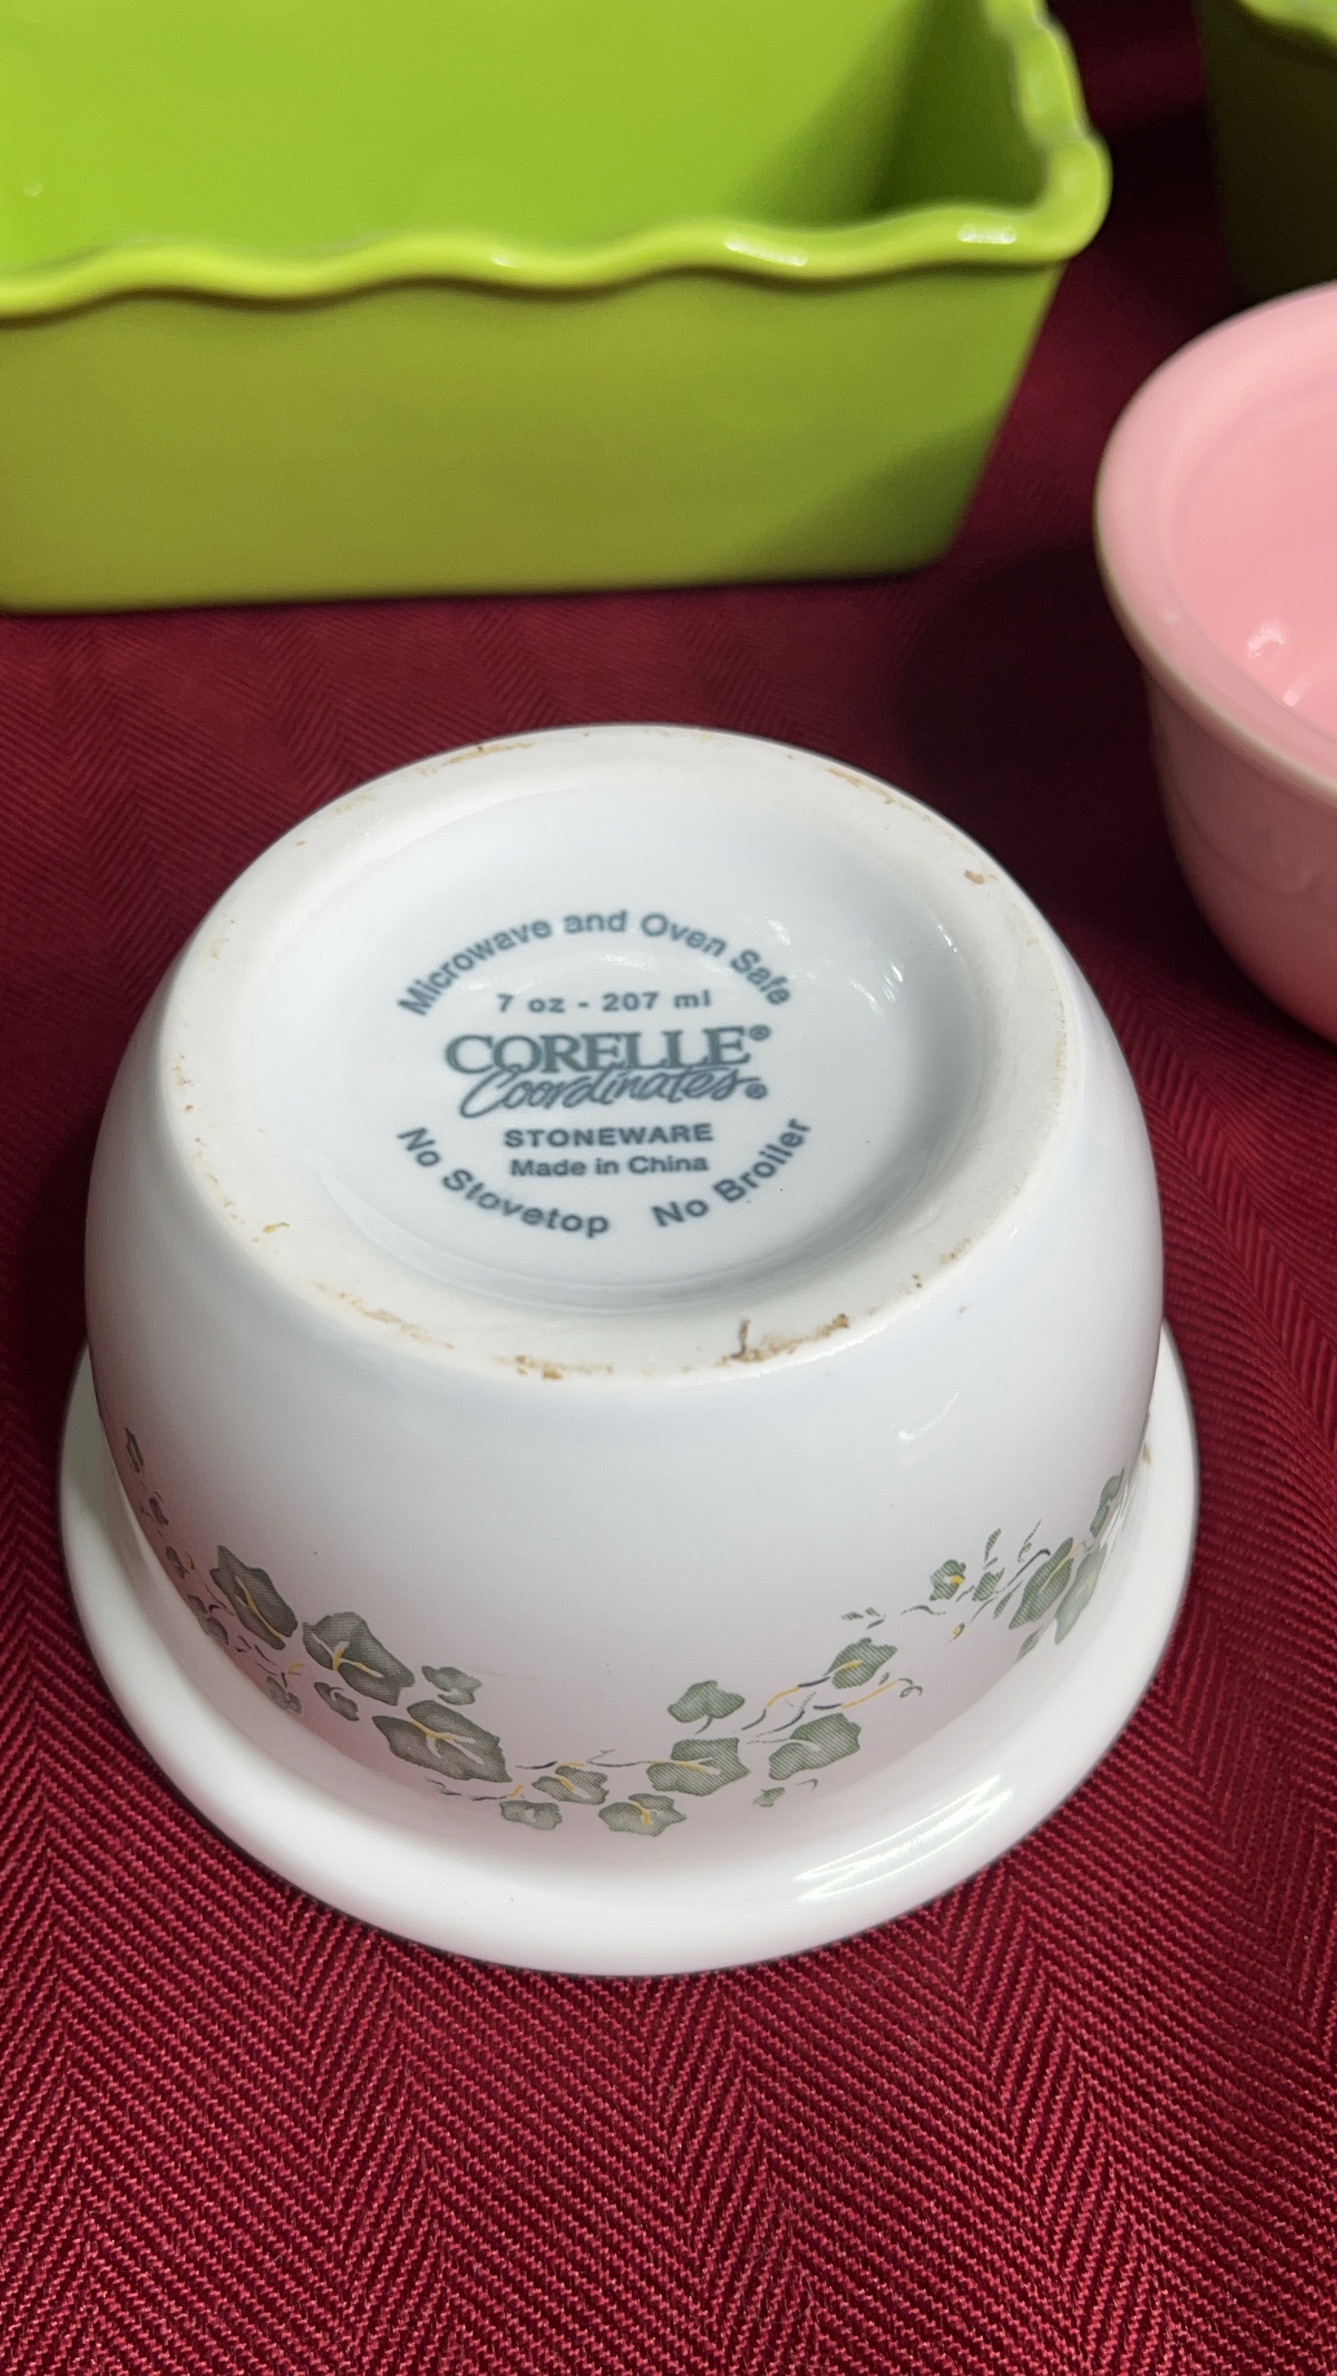 Microwave and Oven Safe
7 oz - 207 ml
CORELLE®
Coordinates®
STONEWARE
Made in China
No Stovetop No Broiler